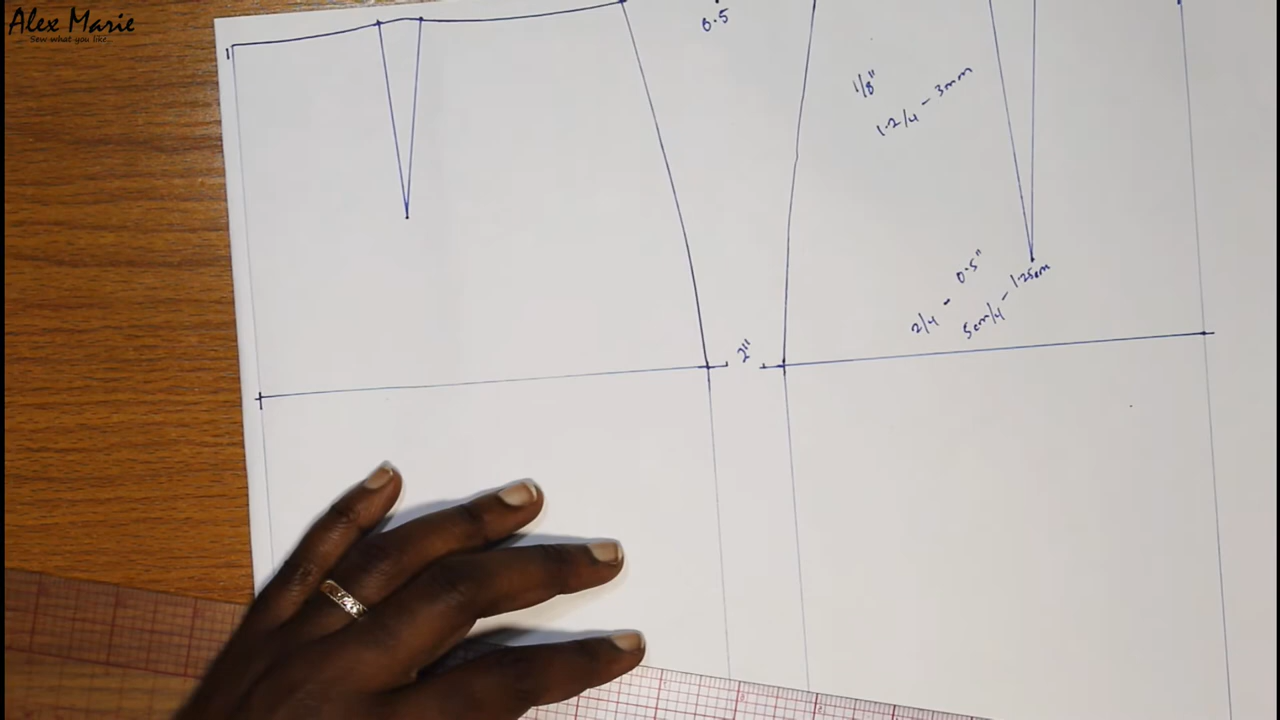 Alex Marie
Sew what you like.
1
0.5
1/8"
1.2/4 - 3mm
2"
2/4 - 0.5"
5cm/4 - 1.25cm